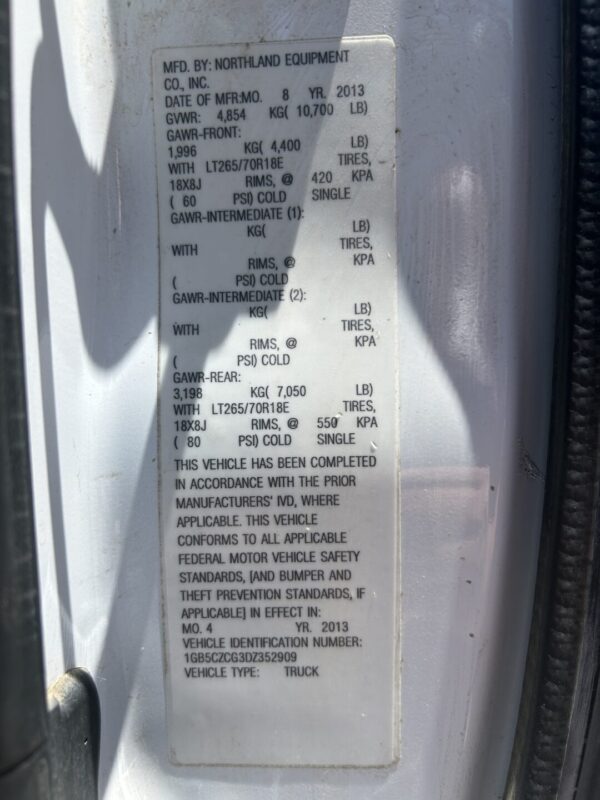 MFD. BY: NORTHLAND EQUIPMENT
CO., INC.
DATE OF MFR:MO. 8 YR. 2013
GVWR: 4,854 KG( 10,700 LB)
GAWR-FRONT:
1,996 KG( 4,400 LB)
WITH LT265/70R18E TIRES,
18X8J RIMS, @ 420 KPA
( 60 PSI) COLD SINGLE
GAWR-INTERMEDIATE (1):
KG( LB)
WITH TIRES,
RIMS, @ KPA
( PSI) COLD
GAWR-INTERMEDIATE (2):
KG( LB)
WITH TIRES,
RIMS, @ KPA
( PSI) COLD
GAWR-REAR:
3,198 KG( 7,050 LB)
WITH LT265/70R18E TIRES,
18X8J RIMS, @ 550 KPA
( 80 PSI) COLD SINGLE
THIS VEHICLE HAS BEEN COMPLETED
IN ACCORDANCE WITH THE PRIOR
MANUFACTURERS' IVD, WHERE
APPLICABLE. THIS VEHICLE
CONFORMS TO ALL APPLICABLE
FEDERAL MOTOR VEHICLE SAFETY
STANDARDS, [AND BUMPER AND
THEFT PREVENTION STANDARDS, IF
APPLICABLE] IN EFFECT IN:
MO. 4 YR. 2013
VEHICLE IDENTIFICATION NUMBER:
1GB5CZCG3DZ352909
VEHICLE TYPE: TRUCK